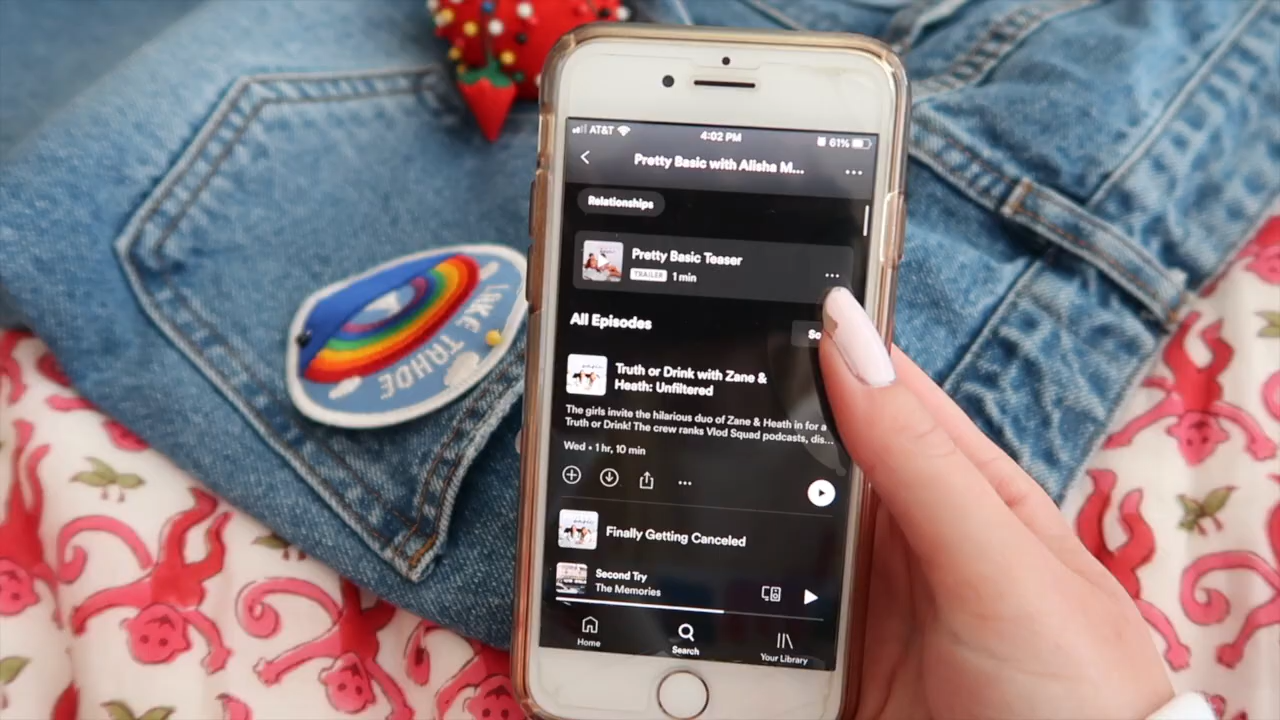 AT&T 4:02 PM 61%
Pretty Basic with Alisha M...
Relationships
Pretty Basic Teaser
TRAILER 1 min
All Episodes
So
Truth or Drink with Zane &
Heath: Unfiltered
The girls invite the hilarious duo of Zane & Heath in for a
Truth or Drink! The crew ranks Vlod Squad podcasts, dis...
Wed • 1 hr, 10 min
Finally Getting Canceled
Second Try
The Memories
Home
Search
Your Library
LAKE TAHOE